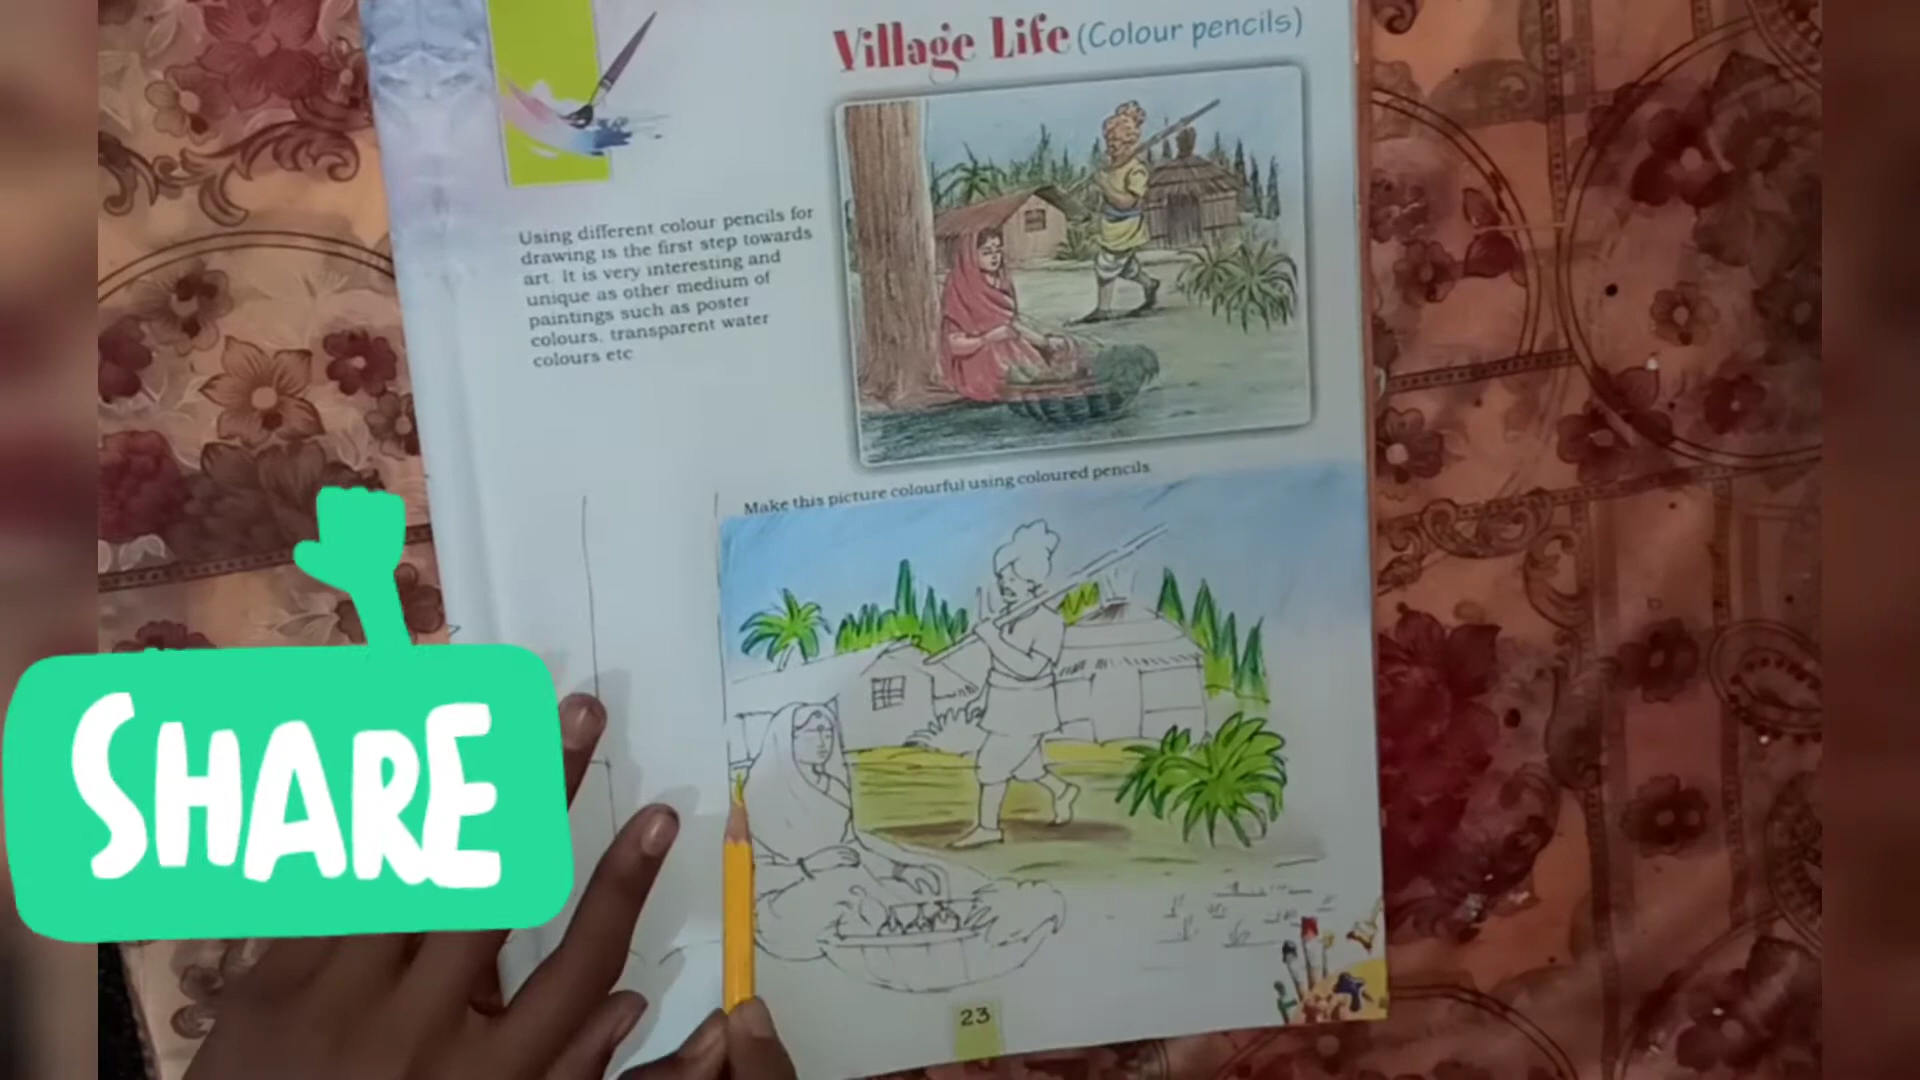 Village Life (Colour pencils)
Using different colour pencils for
drawing is the first step towards
art. It is very interesting and
unique as other medium of
paintings such as poster
colours, transparent water
colours etc
Make this picture colourful using coloured pencils
SHARE
23